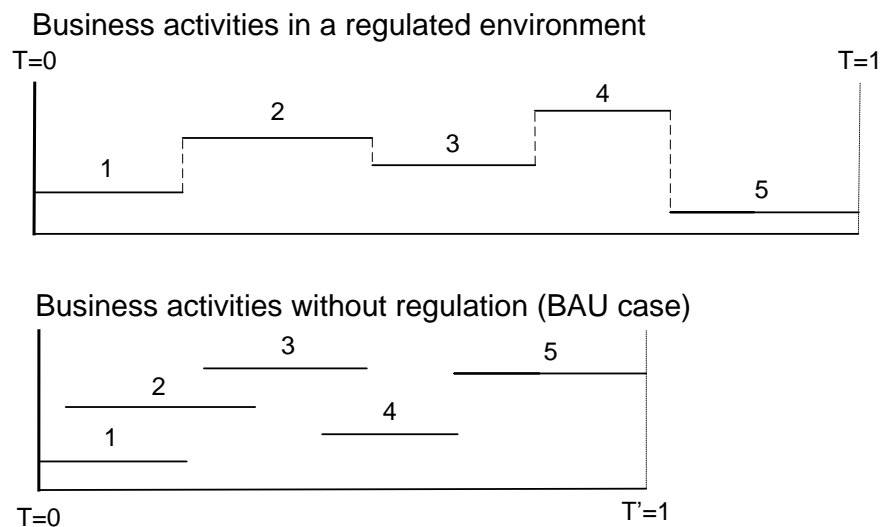 Business activities in a regulated environment
T=0 T=1
4
2
3
1
5
Business activities without regulation (BAU case)
3
5
2
4
1
T=0 T’=1